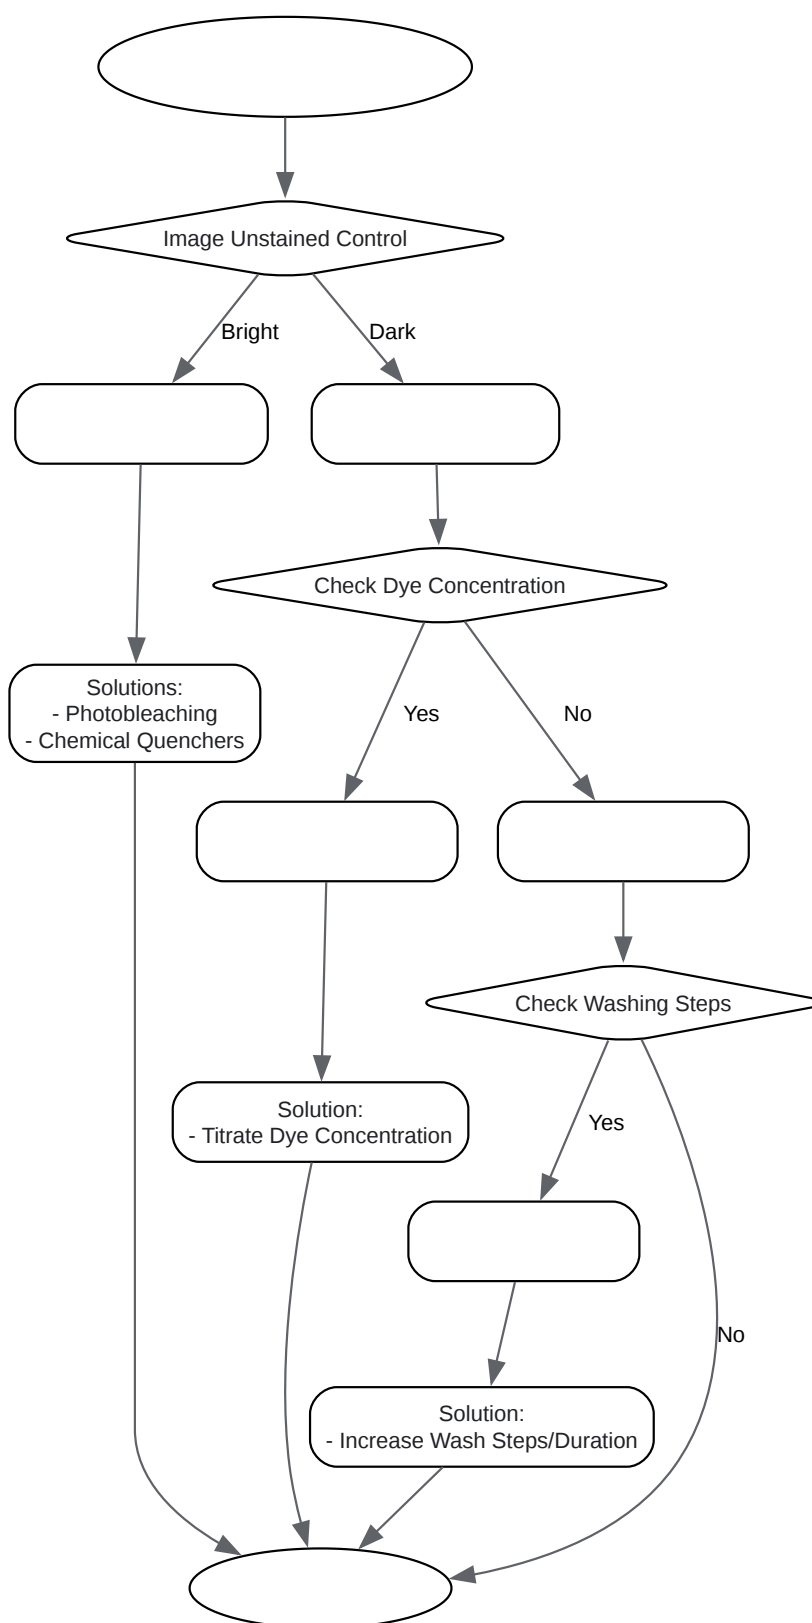 Image Unstained Control
Bright
Dark
Check Dye Concentration
Solutions:
- Photobleaching
- Chemical Quenchers
Yes
No
Check Washing Steps
Solution:
- Titrate Dye Concentration
Yes
No
Solution:
- Increase Wash Steps/Duration